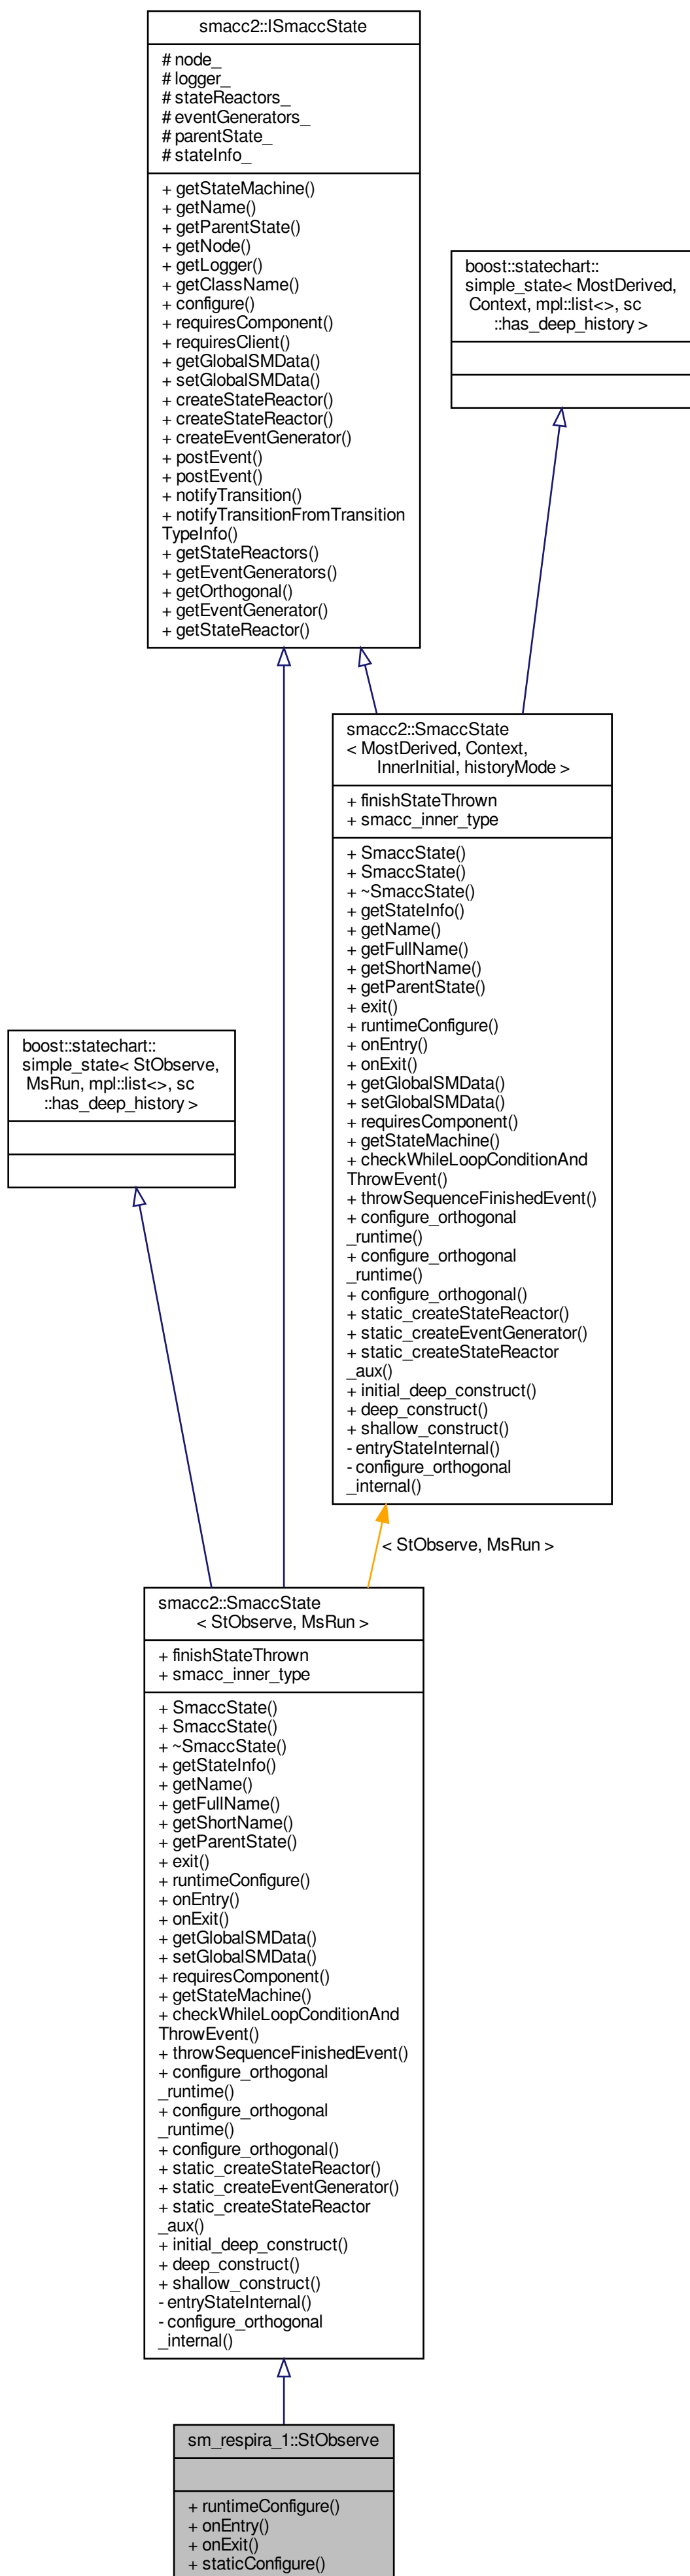 smacc2::ISmaccState
# node_
# logger_
# stateReactors_
# eventGenerators_
# parentState_
# stateInfo_
+ getStateMachine()
+ getName()
+ getParentState()
+ getNode()
+ getLogger()
+ getClassName()
+ configure()
+ requiresComponent()
+ requiresClient()
+ getGlobalSMData()
+ setGlobalSMData()
+ createStateReactor()
+ createStateReactor()
+ createEventGenerator()
+ postEvent()
+ postEvent()
+ notifyTransition()
+ notifyTransitionFromTransition
TypeInfo()
+ getStateReactors()
+ getEventGenerators()
+ getOrthogonal()
+ getEventGenerator()
+ getStateReactor()
boost::statechart::
simple_state< MostDerived,
Context, mpl::list<>, sc
::has_deep_history >
smacc2::SmaccState
< MostDerived, Context,
InnerInitial, historyMode >
+ finishStateThrown
+ smacc_inner_type
+ SmaccState()
+ SmaccState()
+ ~SmaccState()
+ getStateInfo()
+ getName()
+ getFullName()
+ getShortName()
+ getParentState()
+ exit()
+ runtimeConfigure()
+ onEntry()
+ onExit()
+ getGlobalSMData()
+ setGlobalSMData()
+ requiresComponent()
+ getStateMachine()
+ checkWhileLoopConditionAnd
ThrowEvent()
+ throwSequenceFinishedEvent()
+ configure_orthogonal
_runtime()
+ configure_orthogonal
_runtime()
+ configure_orthogonal()
+ static_createStateReactor()
+ static_createEventGenerator()
+ static_createStateReactor
_aux()
+ initial_deep_construct()
+ deep_construct()
+ shallow_construct()
- entryStateInternal()
- configure_orthogonal
_internal()
boost::statechart::
simple_state< StObserve,
MsRun, mpl::list<>, sc
::has_deep_history >
< StObserve, MsRun >
smacc2::SmaccState
< StObserve, MsRun >
+ finishStateThrown
+ smacc_inner_type
+ SmaccState()
+ SmaccState()
+ ~SmaccState()
+ getStateInfo()
+ getName()
+ getFullName()
+ getShortName()
+ getParentState()
+ exit()
+ runtimeConfigure()
+ onEntry()
+ onExit()
+ getGlobalSMData()
+ setGlobalSMData()
+ requiresComponent()
+ getStateMachine()
+ checkWhileLoopConditionAnd
ThrowEvent()
+ throwSequenceFinishedEvent()
+ configure_orthogonal
_runtime()
+ configure_orthogonal
_runtime()
+ configure_orthogonal()
+ static_createStateReactor()
+ static_createEventGenerator()
+ static_createStateReactor
_aux()
+ initial_deep_construct()
+ deep_construct()
+ shallow_construct()
- entryStateInternal()
- configure_orthogonal
_internal()
sm_respira_1::StObserve
+ runtimeConfigure()
+ onEntry()
+ onExit()
+ staticConfigure()